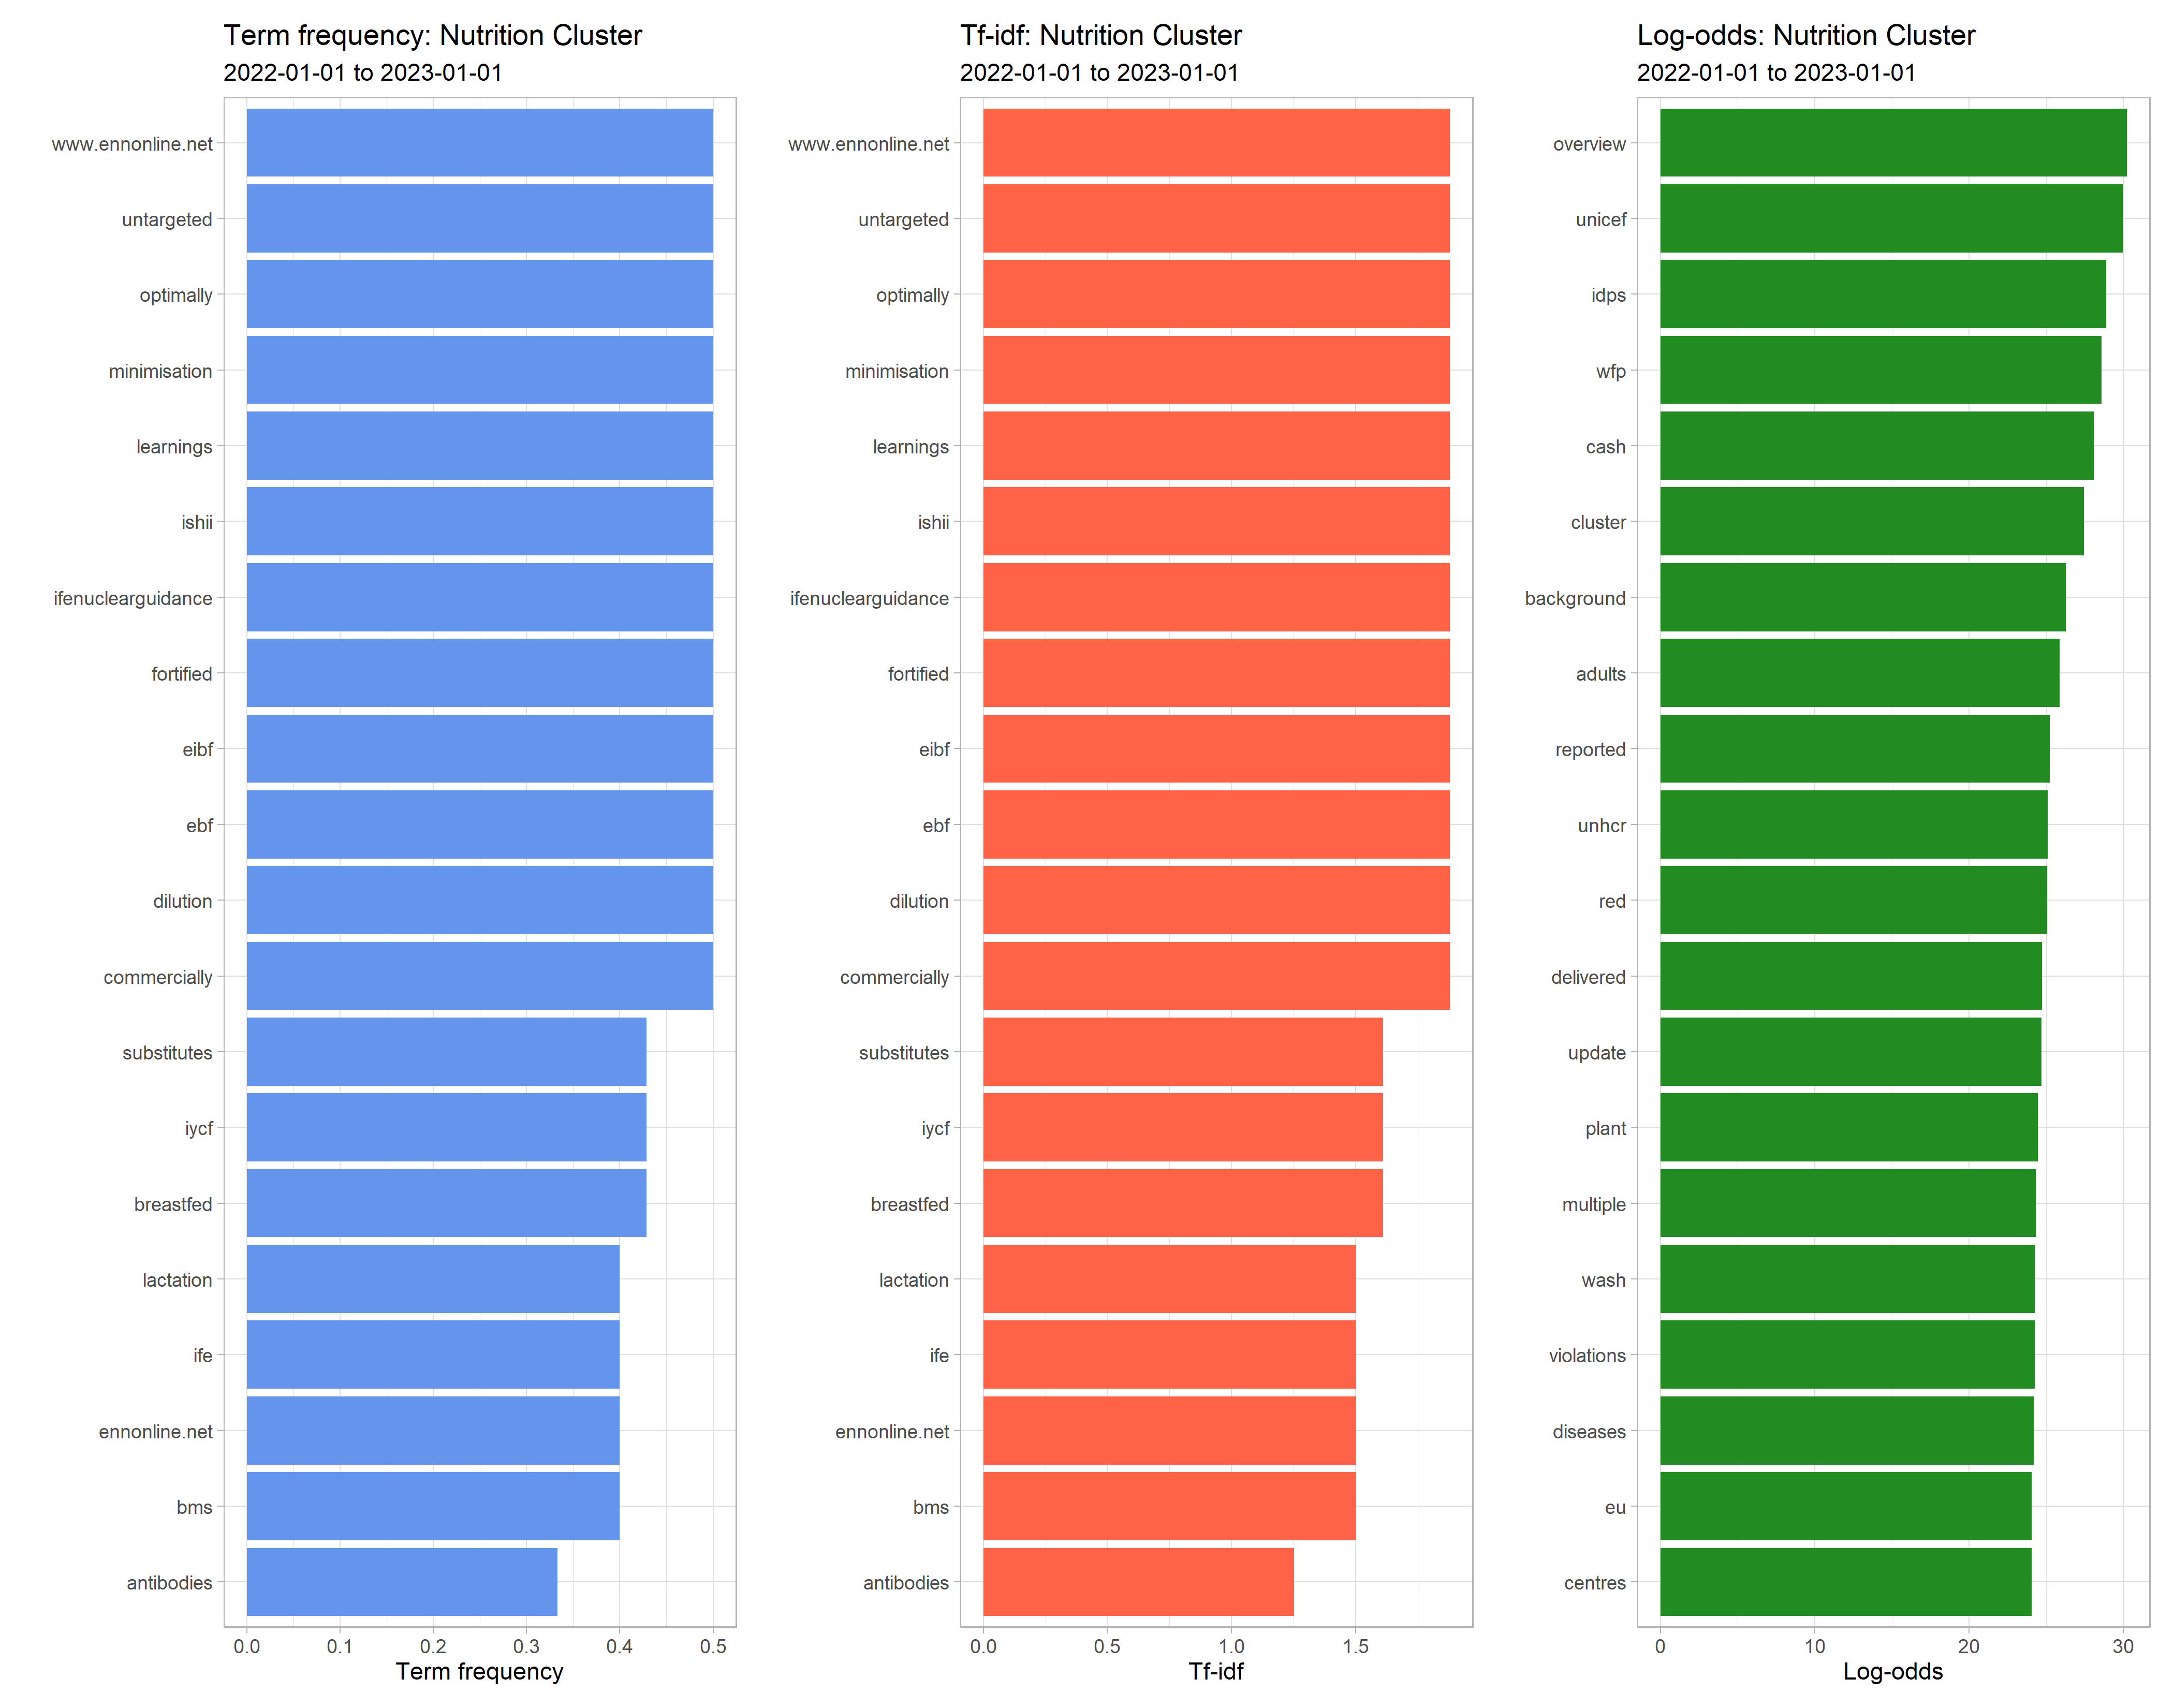 Term frequency: Nutrition Cluster
2022-01-01 to 2023-01-01
www.ennonline.net
untargeted
optimally
minimisation
learnings
ishii
ifenuclearguidance
fortified
eibf
ebf
dilution
commercially
substitutes
iycf
breastfed
lactation
ife
ennonline.net
bms
antibodies
0.0 0.1 0.2 0.3 0.4 0.5
Term frequency
Tf-idf: Nutrition Cluster
2022-01-01 to 2023-01-01
www.ennonline.net
untargeted
optimally
minimisation
learnings
ishii
ifenuclearguidance
fortified
eibf
ebf
dilution
commercially
substitutes
iycf
breastfed
lactation
ife
ennonline.net
bms
antibodies
0.0 0.5 1.0 1.5
Tf-idf
Log-odds: Nutrition Cluster
2022-01-01 to 2023-01-01
overview
unicef
idps
wfp
cash
cluster
background
adults
reported
unhcr
red
delivered
update
plant
multiple
wash
violations
diseases
eu
centres
0 10 20 30
Log-odds